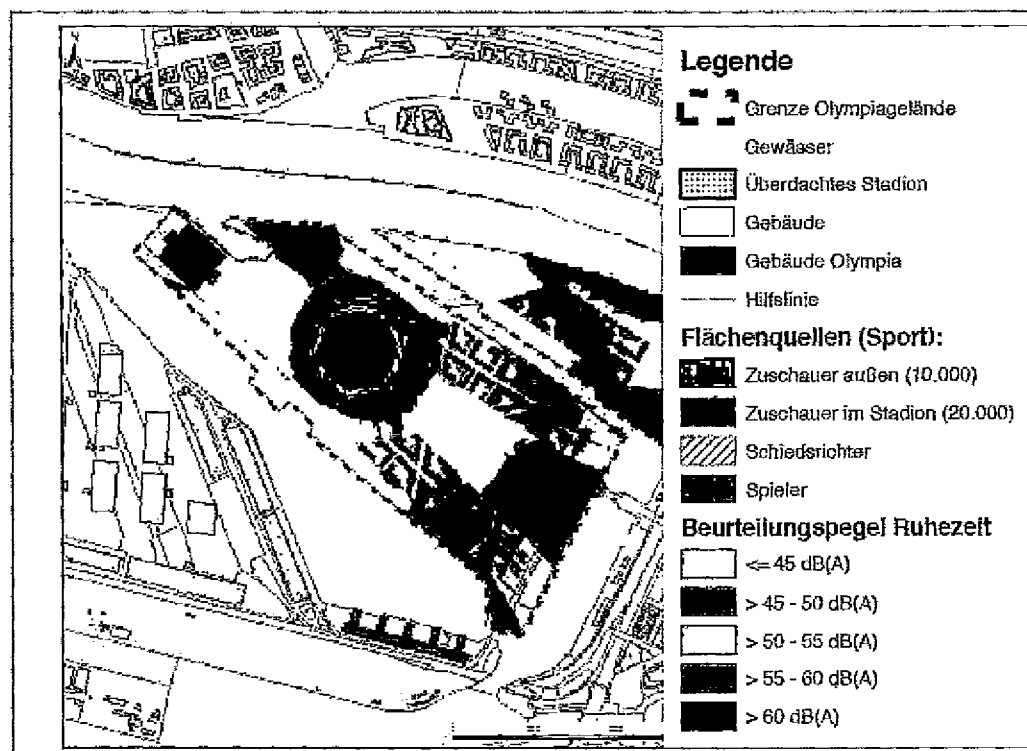 Legende
Grenze Olympiagelände
Gewässer
Überdachtes Stadion
Gebäude
Gebäude Olympia
Hilfslinie
Flächenquellen (Sport):
Zuschauer außen (10.000)
Zuschauer im Stadion (20.000)
Schiedsrichter
Spieler
Beurteilungspegel Ruhezeit
<= 45 dB(A)
> 45 - 50 dB(A)
> 50 - 55 dB(A)
> 55 - 60 dB(A)
> 60 dB(A)